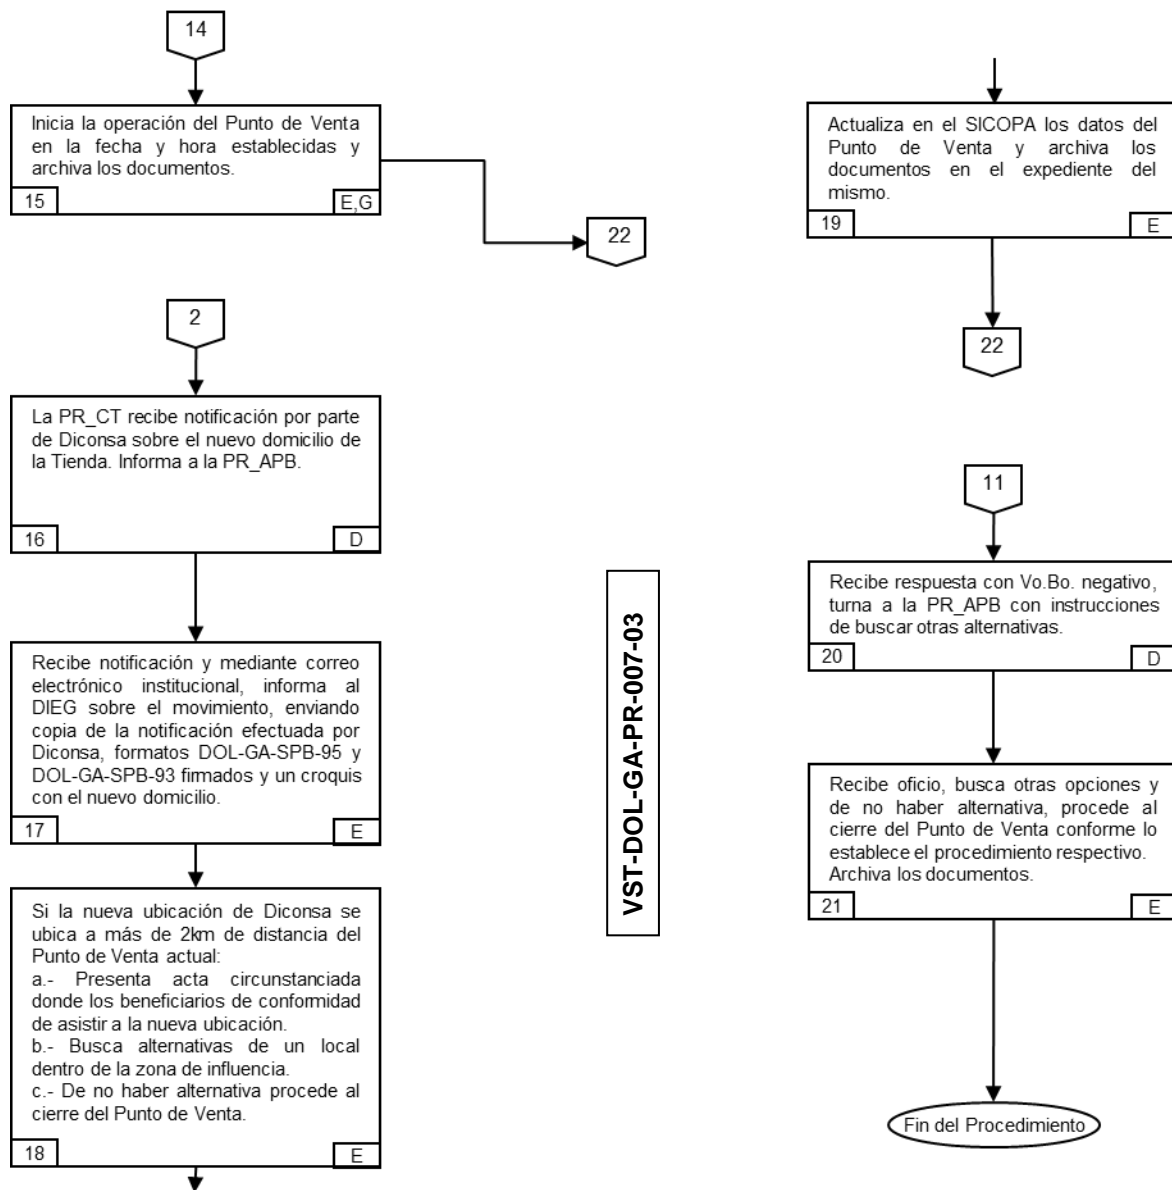 14
Inicia la operación del Punto de Venta
en la fecha y hora establecidas y
archiva los documentos.
15
E,G
22
2
La PR_CT recibe notificación por parte
de Diconsa sobre el nuevo domicilio de
la Tienda. Informa a la PR_APB.
16
D
Recibe notificación y mediante correo
electrónico institucional, informa al
DIEG sobre el movimiento, enviando
copia de la notificación efectuada por
Diconsa, formatos DOL-GA-SPB-95 y
DOL-GA-SPB-93 firmados y un croquis
con el nuevo domicilio.
17
E
Si la nueva ubicación de Diconsa se
ubica a más de 2km de distancia del
Punto de Venta actual:
a.- Presenta acta circunstanciada
donde los beneficiarios de conformidad
de asistir a la nueva ubicación.
b.- Busca alternativas de un local
dentro de la zona de influencia.
c.- De no haber alternativa procede al
cierre del Punto de Venta.
18
E
VST-DOL-GA-PR-007-03
Actualiza en el SICOPA los datos del
Punto de Venta y archiva los
documentos en el expediente del
mismo.
19
E
22
11
Recibe respuesta con Vo.Bo. negativo,
turna a la PR_APB con instrucciones
de buscar otras alternativas.
20
D
Recibe oficio, busca otras opciones y
de no haber alternativa, procede al
cierre del Punto de Venta conforme lo
establece el procedimiento respectivo.
Archiva los documentos.
21
E
Fin del Procedimiento